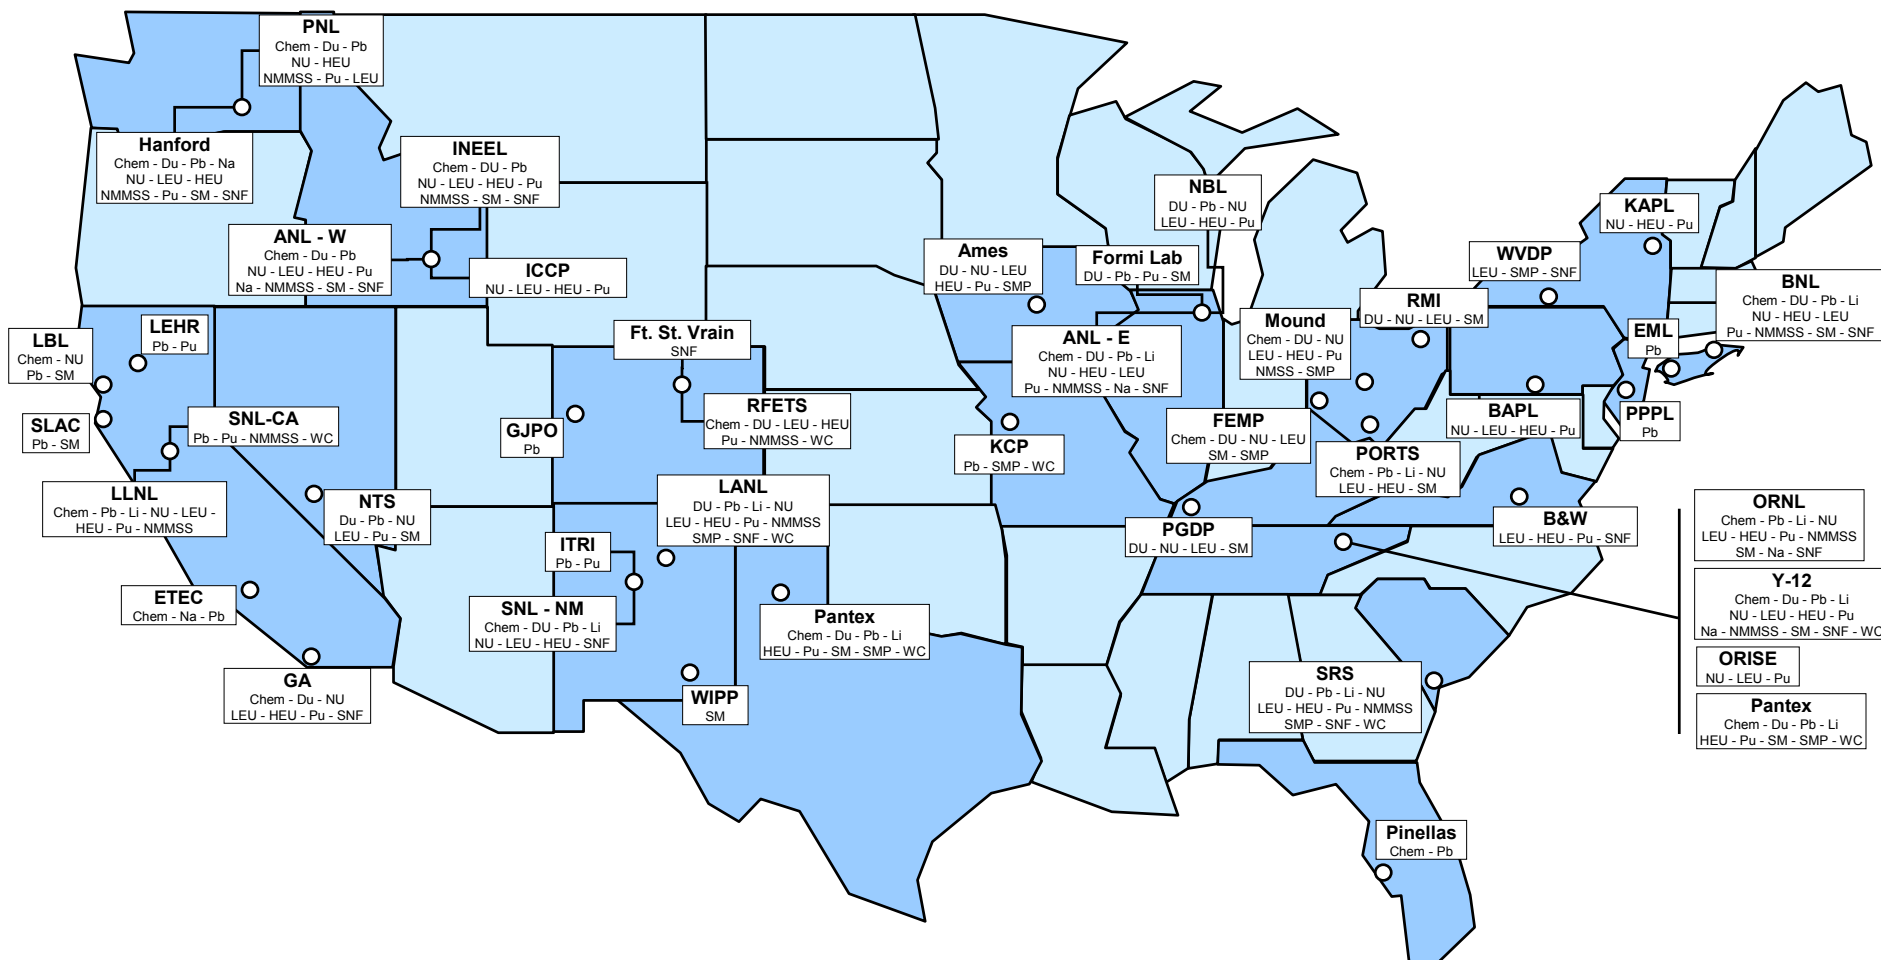 PNL
Chem - Du - Pb
NU - HEU
NMMSS - Pu - LEU
Hanford
Chem - Du - Pb - Na
NU - LEU - HEU
NMMSS - Pu - SM - SNF
INEEL
Chem - DU - Pb
NU - LEU - HEU - Pu
NMMSS - SM - SNF
ANL - W
Chem - Du - Pb
NU - LEU - HEU - Pu
Na - NMMSS - SM - SNF
ICCP
NU - LEU - HEU - Pu
NBL
DU - Pb - NU
LEU - HEU - Pu
KAPL
NU - HEU - Pu
Ames
DU - NU - LEU
HEU - Pu - SMP
Formi Lab
DU - Pb - Pu - SM
WVDP
LEU - SMP - SNF
BNL
Chem - DU - Pb - Li
NU - HEU - LEU
Pu - NMMSS - SM - SNF
RMI
DU - NU - LEU - SM
LEHR
Pb - Pu
LBL
Chem - NU
Pb - SM
Ft. St. Vrain
SNF
ANL - E
Chem - DU - Pb - Li
NU - HEU - LEU
Pu - NMMSS - Na - SNF
Mound
Chem - DU - NU
LEU - HEU - Pu
NMSS - SMP
EML
Pb
SLAC
Pb - SM
SNL-CA
Pb - Pu - NMMSS - WC
GJPO
Pb
RFETS
Chem - DU - LEU - HEU
Pu - NMMSS - WC
KCP
Pb - SMP - WC
FEMP
Chem - DU - NU - LEU
SM - SMP
BAPL
NU - LEU - HEU - Pu
PPPL
Pb
PORTS
Chem - Pb - Li - NU
LEU - HEU - SM
LLNL
Chem - Pb - Li - NU - LEU -
HEU - Pu - NMMSS
NTS
Du - Pb - NU
LEU - Pu - SM
LANL
DU - Pb - Li - NU
LEU - HEU - Pu - NMMSS
SMP - SNF - WC
ITRI
Pb - Pu
PGDP
DU - NU - LEU - SM
B&W
LEU - HEU - Pu - SNF
ORNL
Chem - Pb - Li - NU
LEU - HEU - Pu - NMMSS
SM - Na - SNF
ETEC
Chem - Na - Pb
SNL - NM
Chem - DU - Pb - Li
NU - LEU - HEU - SNF
Pantex
Chem - Du - Pb - Li
HEU - Pu - SM - SMP - WC
Y-12
Chem - Du - Pb - Li
NU - LEU - HEU - Pu
Na - NMMSS - SM - SNF - WC
ORISE
NU - LEU - Pu
GA
Chem - Du - NU
LEU - HEU - Pu - SNF
WIPP
SM
SRS
DU - Pb - Li - NU
LEU - HEU - Pu - NMMSS
SMP - SNF - WC
Pantex
Chem - Du - Pb - Li
HEU - Pu - SM - SMP - WC
Pinellas
Chem - Pb